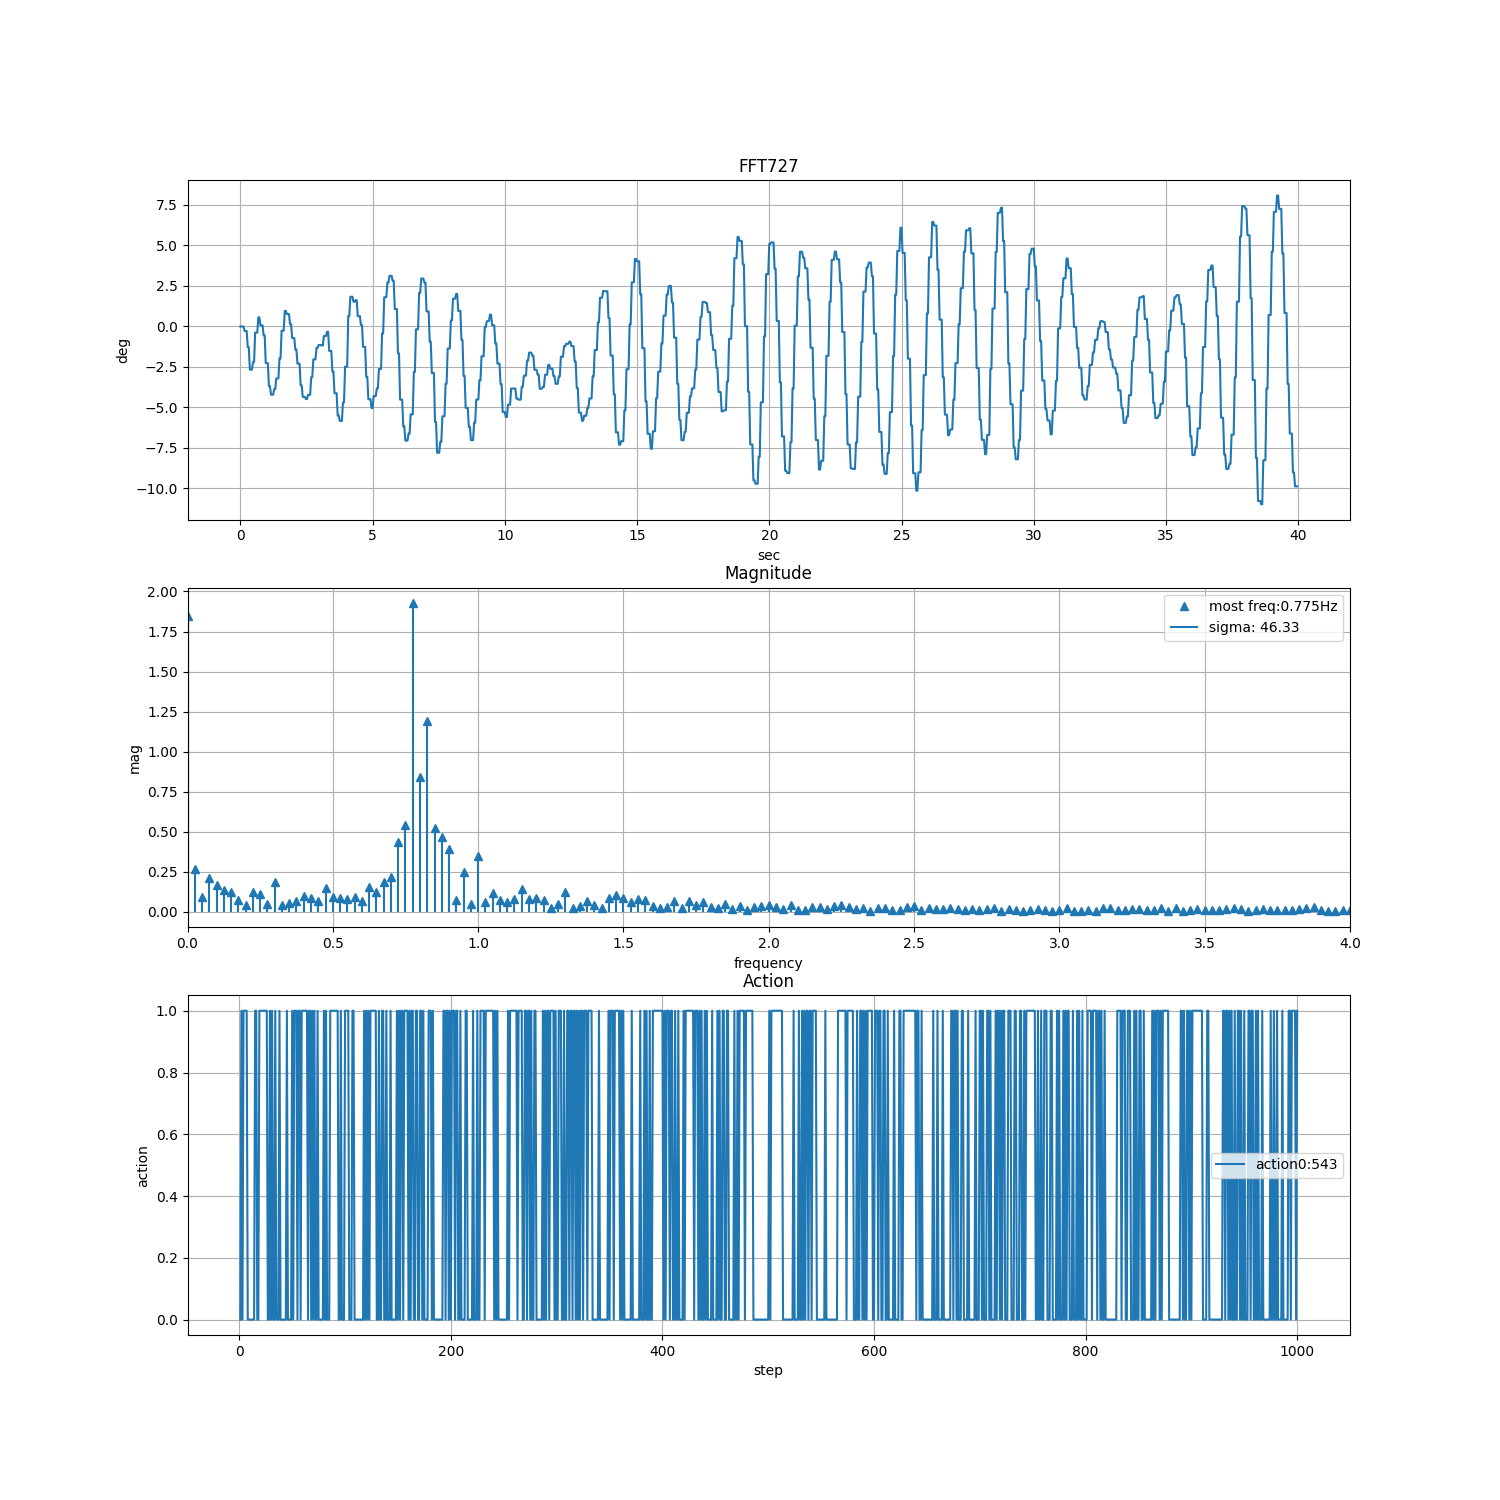 FFT727
7.5
5.0
2.5
0.0
−2.5
−5.0
−7.5
−10.0
deg
0 5 10 15 20 25 30 35 40
sec
Magnitude
2.00
1.75
1.50
1.25
1.00
0.75
0.50
0.25
0.00
mag
most freq:0.775Hz
sigma: 46.33
0.0 0.5 1.0 1.5 2.0 2.5 3.0 3.5 4.0
frequency
Action
1.0
0.8
0.6
0.4
0.2
0.0
action
action0:543
0 200 400 600 800 1000
step